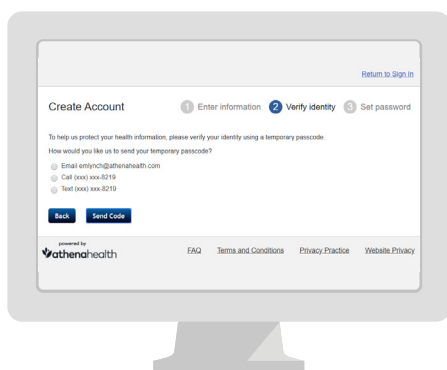 Return to Sign In
Create Account
1 Enter information 2 Verify identity 3 Set password
To help us protect your health information, please verify your identity using a temporary passcode.
How would you like us to send your temporary passcode?
Email emlynch@athenahealth.com
Call (xxx) xxx-8219
Text (xxx) xxx-8219
Back Send Code
powered by
athenahealth
FAQ Terms and Conditions Privacy Practice Website Privacy